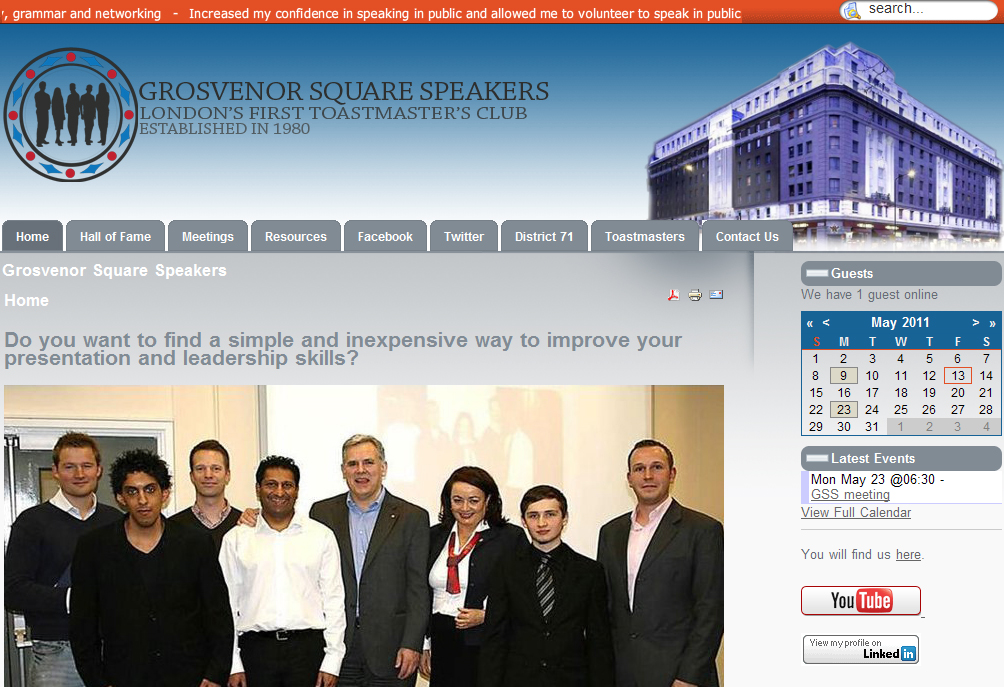 , grammar and networking - Increased my confidence in speaking in public and allowed me to volunteer to speak in public
search...
GROSVENOR SQUARE SPEAKERS
LONDON'S FIRST TOASTMASTER'S CLUB
ESTABLISHED IN 1980
Home Hall of Fame Meetings Resources Facebook Twitter District 71 Toastmasters Contact Us
Grosvenor Square Speakers
Home
Do you want to find a simple and inexpensive way to improve your
presentation and leadership skills?
Guests
We have 1 guest online
« < May 2011 > »
S M T W T F S
1 2 3 4 5 6 7
8 9 10 11 12 13 14
15 16 17 18 19 20 21
22 23 24 25 26 27 28
29 30 31 1 2 3 4
Latest Events
Mon May 23 @06:30 -
GSS meeting
View Full Calendar
You will find us here.
YouTube
View my profile on
Linked in